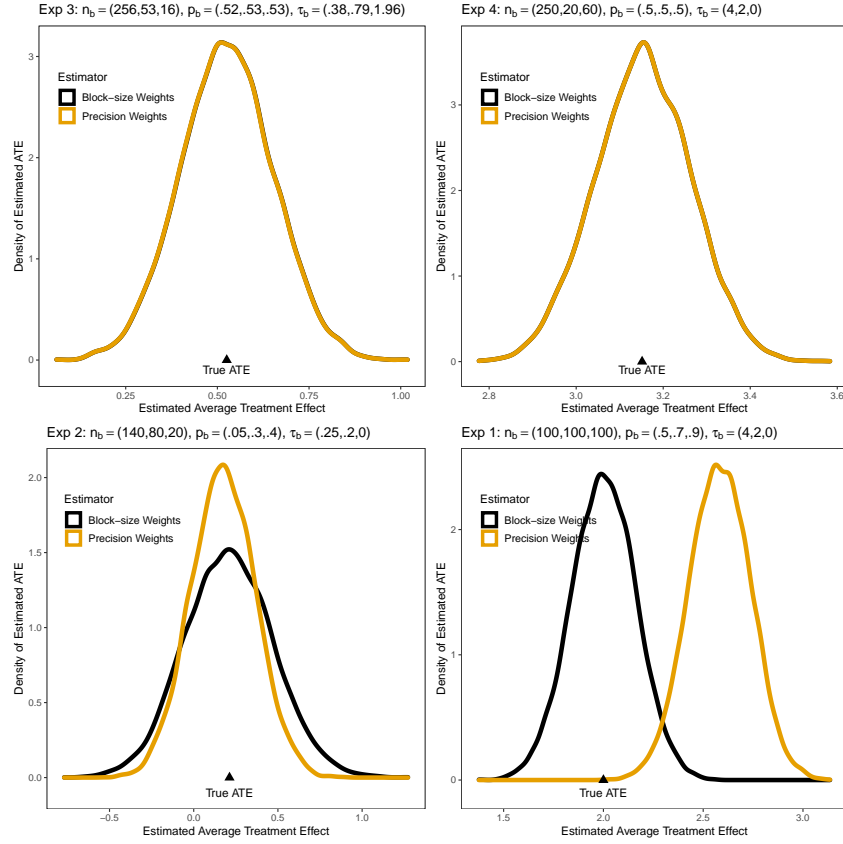 Exp 3: n_b = (256,53,16), p_b = (.52,.53,.53), τ_b = (.38,.79,1.96)
Estimator
Block−size Weights
Precision Weights
Density of Estimated ATE
3
2
1
0
True ATE
0.25 0.50 0.75 1.00
Estimated Average Treatment Effect
Exp 4: n_b = (250,20,60), p_b = (.5,.5,.5), τ_b = (4,2,0)
Estimator
Block−size Weights
Precision Weights
Density of Estimated ATE
3
2
1
0
True ATE
2.8 3.0 3.2 3.4 3.6
Estimated Average Treatment Effect
Exp 2: n_b = (140,80,20), p_b = (.05,.3,.4), τ_b = (.25,.2,0)
Estimator
Block−size Weights
Precision Weights
Density of Estimated ATE
2.0
1.5
1.0
0.5
0.0
True ATE
−0.5 0.0 0.5 1.0
Estimated Average Treatment Effect
Exp 1: n_b = (100,100,100), p_b = (.5,.7,.9), τ_b = (4,2,0)
Estimator
Block−size Weights
Precision Weights
Density of Estimated ATE
2
1
0
True ATE
1.5 2.0 2.5 3.0
Estimated Average Treatment Effect